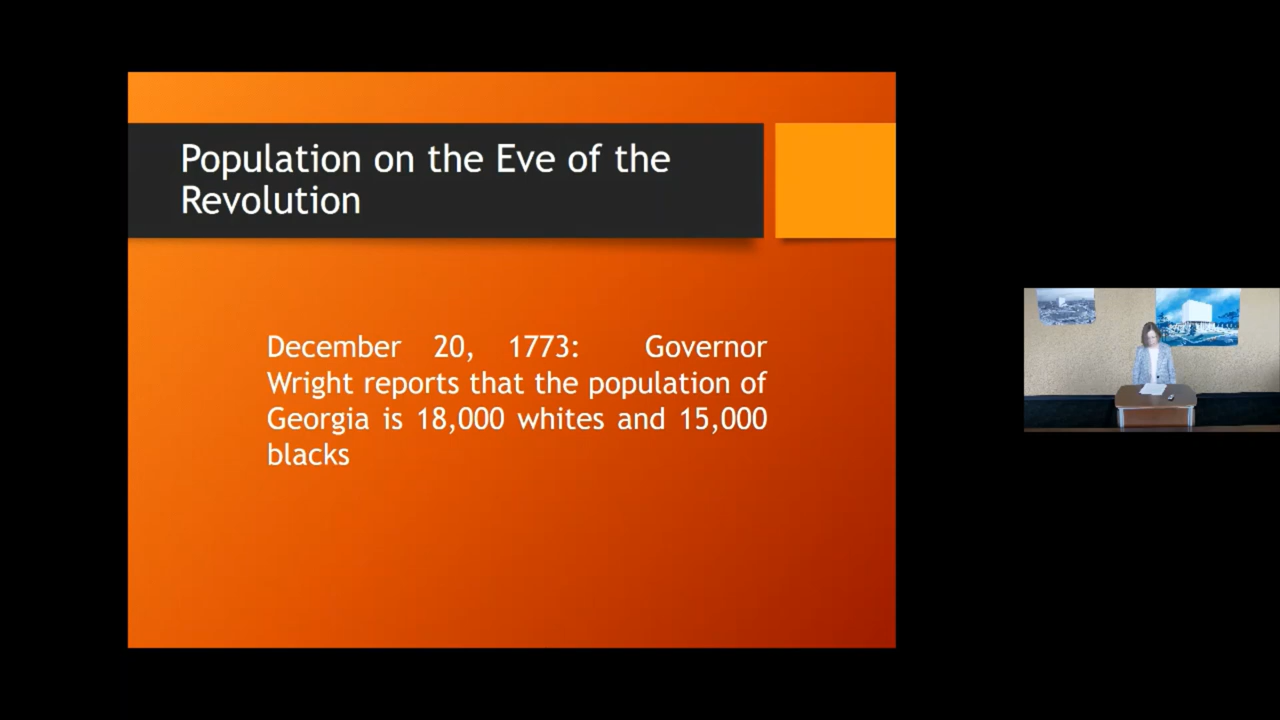 Population on the Eve of the
Revolution
December 20, 1773: Governor
Wright reports that the population of
Georgia is 18,000 whites and 15,000
blacks